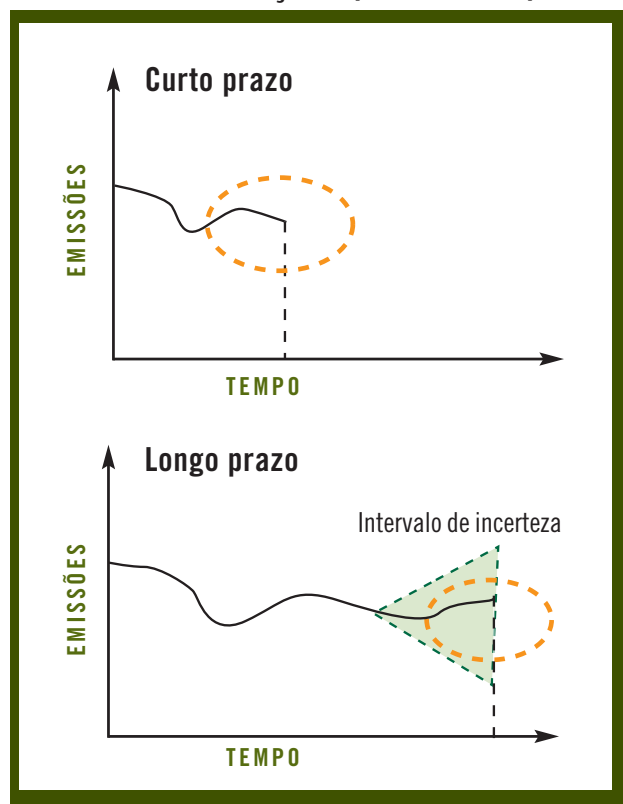 Curto prazo
EMISSÕES
TEMPO
Longo prazo
Intervalo de incerteza
EMISSÕES
TEMPO